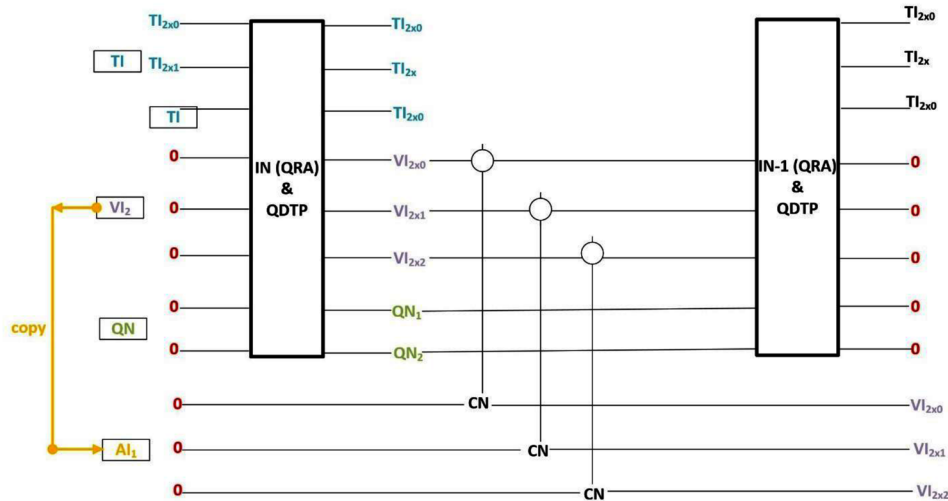 TI2x0 TI2x0 TI2x0
TI TI2x1 TI2x TI2x
TI TI2x0 TI2x0
0 VI2x0 0
IN (QRA)
&
QDTP
IN-1 (QRA)
&
QDTP
VI2 0 VI2x1 0
0 VI2x2 0
0 QN1 0
copy QN
0 QN2 0
0 CN VI2x0
AI1 0 CN VI2x1
0 CN VI2x2